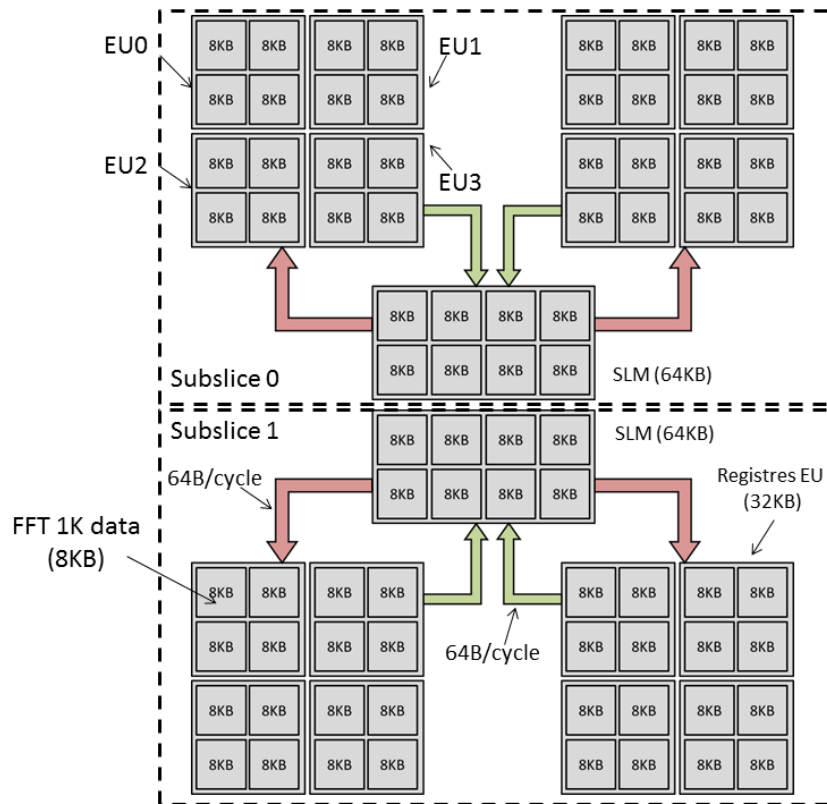 EU0
8KB 8KB 8KB 8KB
EU1
8KB 8KB 8KB 8KB
8KB 8KB 8KB 8KB
8KB 8KB 8KB 8KB
EU2
8KB 8KB 8KB 8KB
EU3
8KB 8KB 8KB 8KB
8KB 8KB 8KB 8KB
8KB 8KB 8KB 8KB
8KB 8KB 8KB 8KB
8KB 8KB 8KB 8KB
Subslice 0
SLM (64KB)
Subslice 1
8KB 8KB 8KB 8KB
SLM (64KB)
64B/cycle
8KB 8KB 8KB 8KB
Registres EU
(32KB)
FFT 1K data
(8KB)
8KB 8KB 8KB 8KB
8KB 8KB 8KB 8KB
8KB 8KB 8KB 8KB
64B/cycle
8KB 8KB 8KB 8KB
8KB 8KB 8KB 8KB
8KB 8KB 8KB 8KB
8KB 8KB 8KB 8KB
8KB 8KB 8KB 8KB